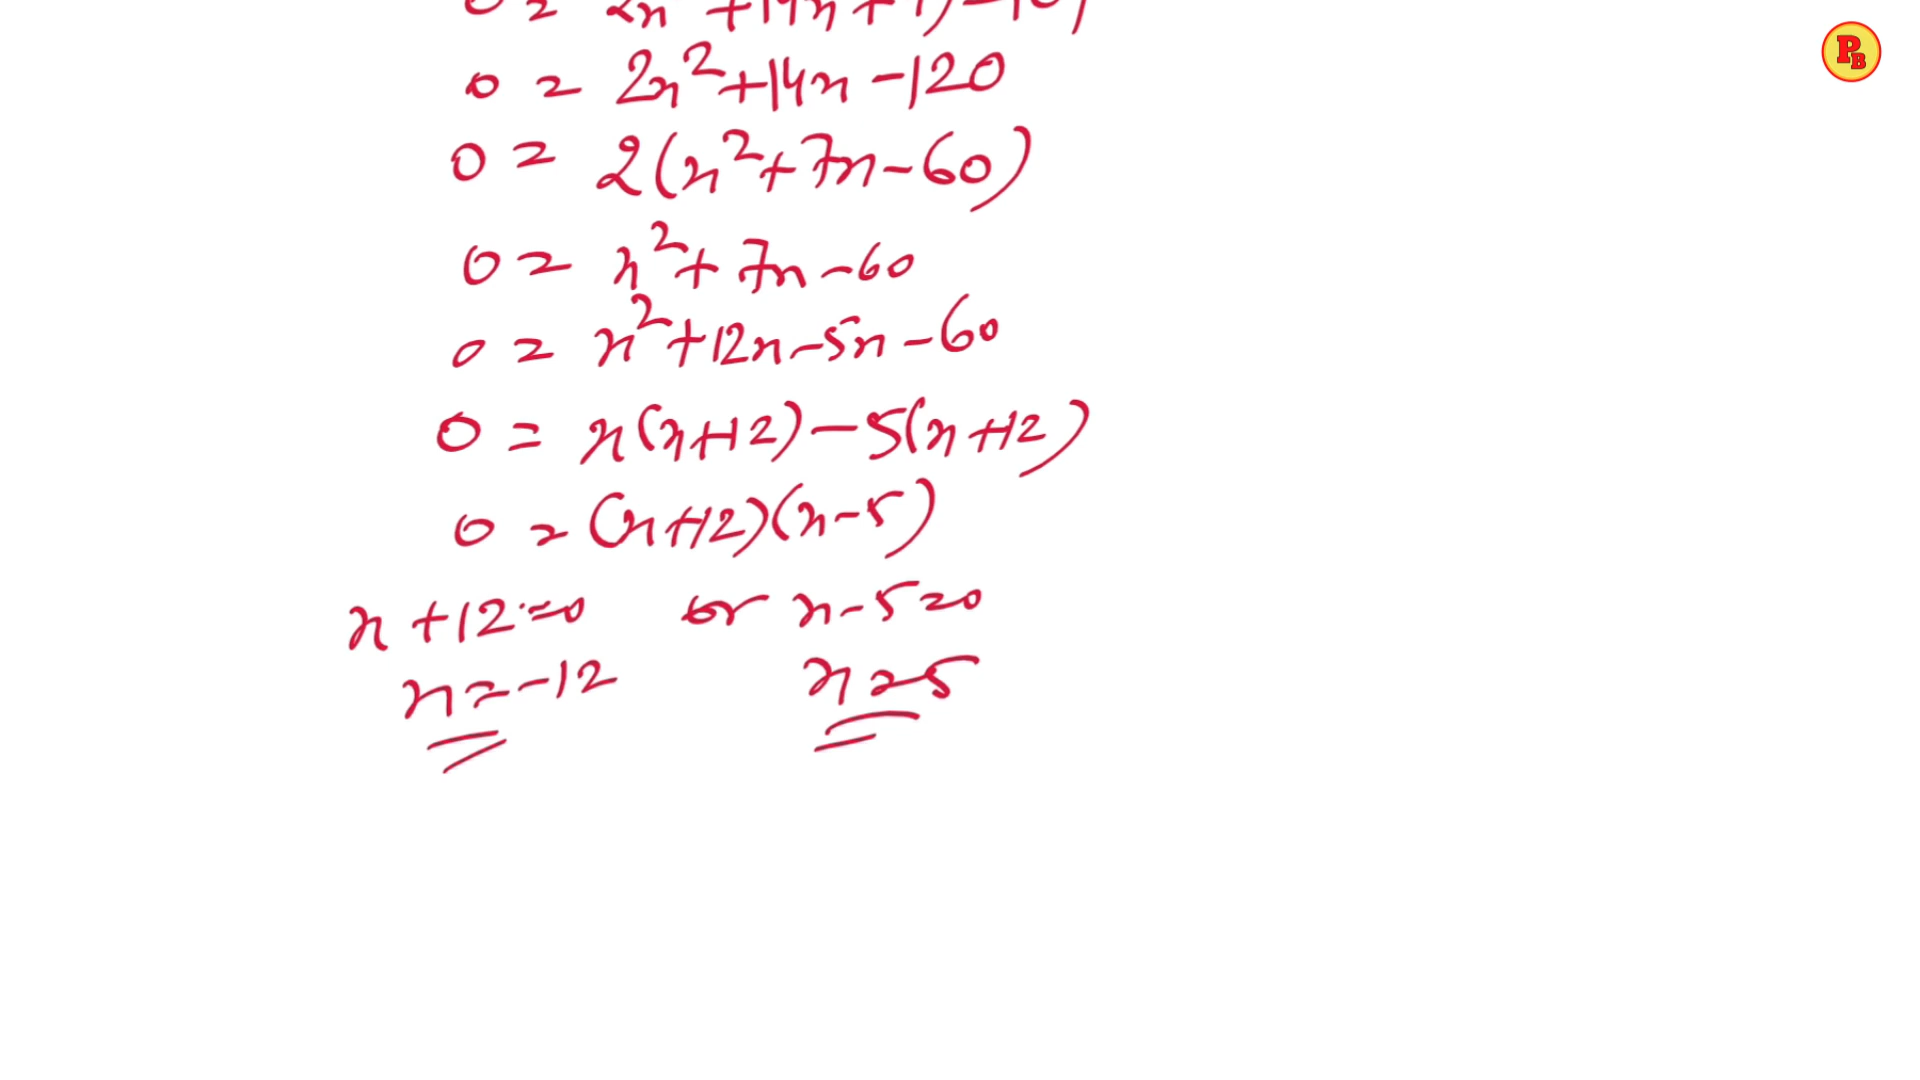 0 = 2x²+14x-120
0 = 2(x²+7x-60)
0 = x²+7x-60
0 = x²+12x-5x-60
0 = x(x+12)-5(x+12)
0 = (x+12)(x-5)
x+12=0 or x-5=0
x=-12 x=5
PB